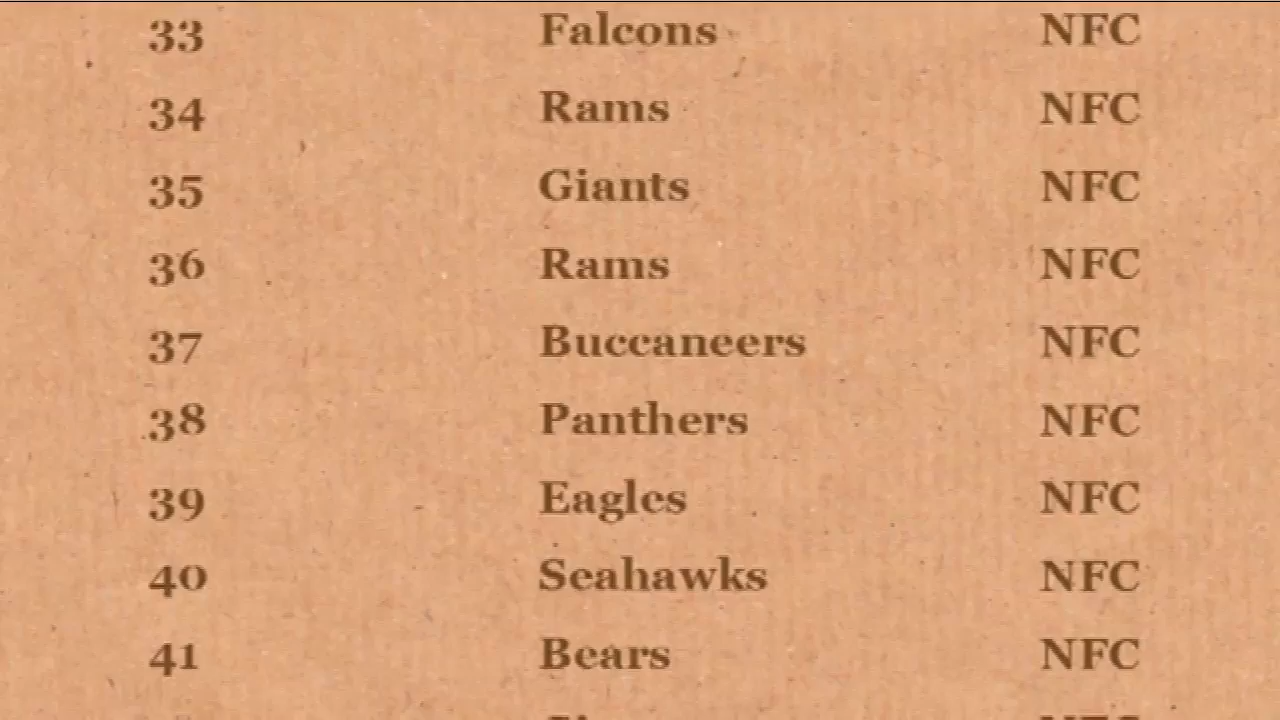 33 Falcons NFC
34 Rams NFC
35 Giants NFC
36 Rams NFC
37 Buccaneers NFC
38 Panthers NFC
39 Eagles NFC
40 Seahawks NFC
41 Bears NFC